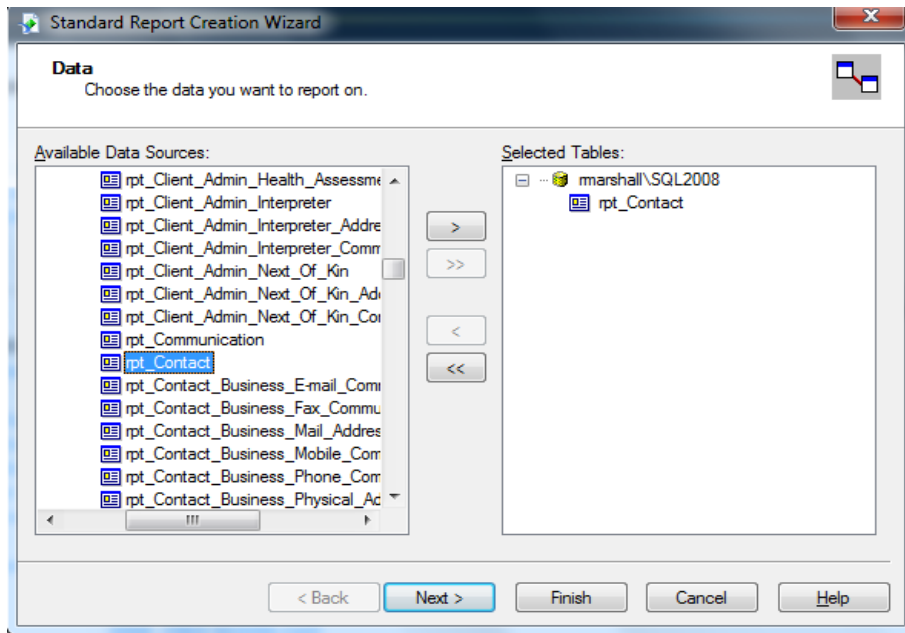 Standard Report Creation Wizard
Data
Choose the data you want to report on.
Available Data Sources:
rpt_Client_Admin_Health_Assessme
rpt_Client_Admin_Interpreter
rpt_Client_Admin_Interpreter_Addre
rpt_Client_Admin_Interpreter_Comm
rpt_Client_Admin_Next_Of_Kin
rpt_Client_Admin_Next_Of_Kin_Ad
rpt_Client_Admin_Next_Of_Kin_Co
rpt_Communication
rpt_Contact
rpt_Contact_Business_E-mail_Com
rpt_Contact_Business_Fax_Commu
rpt_Contact_Business_Mail_Addres
rpt_Contact_Business_Mobile_Com
rpt_Contact_Business_Phone_Com
rpt_Contact_Business_Physical_Ad
>
>>
<
<<
Selected Tables:
rmarshall\SQL2008
rpt_Contact
< Back
Next >
Finish
Cancel
Help